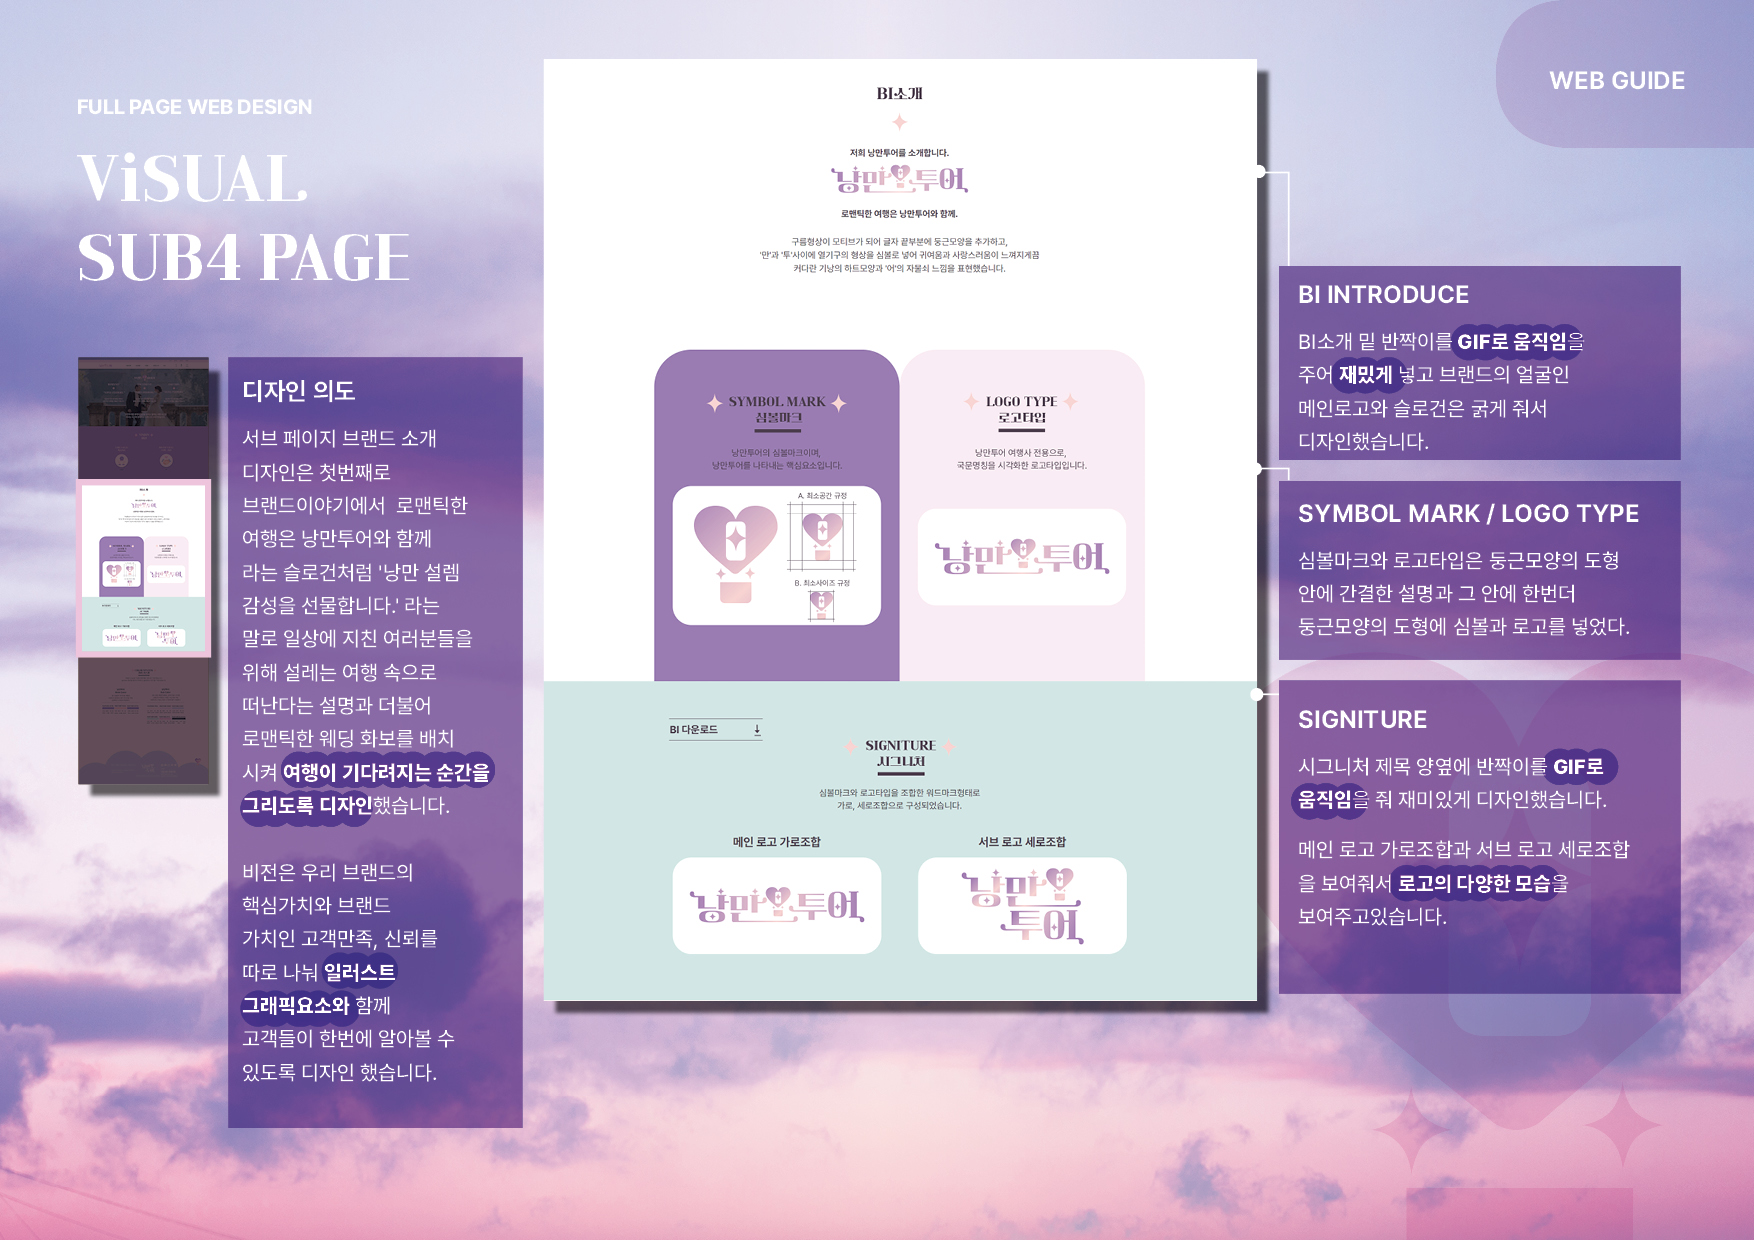 FULL PAGE WEB DESIGN
WEB GUIDE
ViSUAL
SUB4 PAGE
디자인 의도
서브 페이지 브랜드 소개
디자인은 첫번째로
브랜드이야기에서 로맨틱한
여행은 낭만투어와 함께
라는 슬로건처럼 '낭만 설렘
감성을 선물합니다.' 라는
말로 일상에 지친 여러분들을
위해 설레는 여행 속으로
떠난다는 설명과 더불어
로맨틱한 웨딩 화보를 배치
시켜 여행이 기다려지는 순간을
그리도록 디자인했습니다.
비전은 우리 브랜드의
핵심가치와 브랜드
가치인 고객만족, 신뢰를
따로 나눠 일러스트
그래픽요소와 함께
고객들이 한번에 알아볼 수
있도록 디자인 했습니다.
BI소개
저희 낭만투어를 소개합니다.
낭만투어
로맨틱한 여행은 낭만투어와 함께.
구름형상이 모티브가 되어 글자 끝부분에 둥근모양을 추가하고,
'만'과 '투'사이에 열기구의 형상을 심볼로 넣어 귀여움과 사랑스러움이 느껴지게끔
커다란 기낭의 하트모양과 '어'의 자물쇠 느낌을 표현했습니다.
SYMBOL MARK
심볼마크
낭만투어의 심볼마크이며,
낭만투어를 나타내는 핵심요소입니다.
A. 최소공간 규정
B. 최소사이즈 규정
LOGO TYPE
로고타입
낭만투어 여행사 전용으로,
국문명칭을 시각화한 로고타입입니다.
낭만투어
BI 다운로드
SIGNITURE
시그니처
심볼마크와 로고타입을 조합한 워드마크형태로
가로, 세로조합으로 구성되었습니다.
메인 로고 가로조합
낭만투어
서브 로고 세로조합
낭만
투어
BI INTRODUCE
BI소개 밑 반짝이를 GIF로 움직임을
주어 재밌게 넣고 브랜드의 얼굴인
메인로고와 슬로건은 굵게 줘서
디자인했습니다.
SYMBOL MARK / LOGO TYPE
심볼마크와 로고타입은 둥근모양의 도형
안에 간결한 설명과 그 안에 한번더
둥근모양의 도형에 심볼과 로고를 넣었다.
SIGNITURE
시그니처 제목 양옆에 반짝이를 GIF로
움직임을 줘 재미있게 디자인했습니다.
메인 로고 가로조합과 서브 로고 세로조합
을 보여줘서 로고의 다양한 모습을
보여주고있습니다.